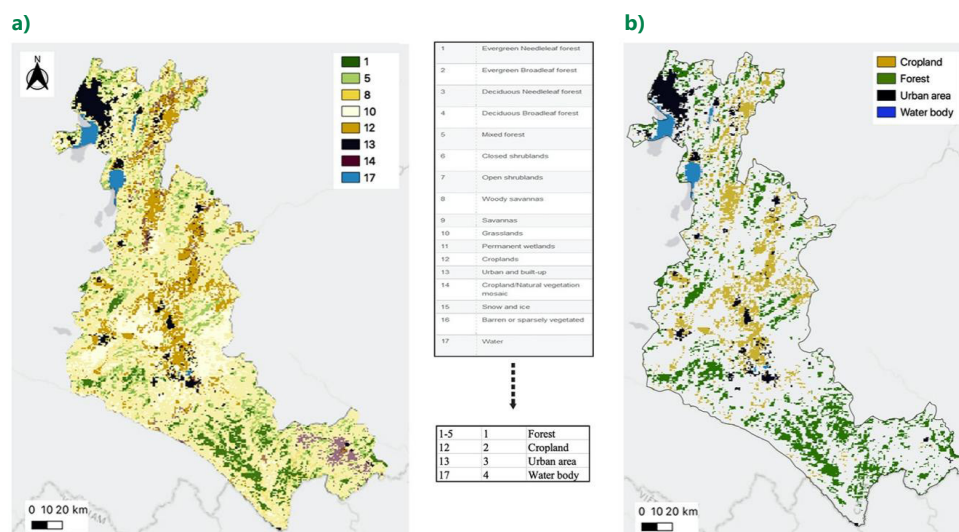 a)
N
1
5
8
10
12
13
14
17
0 10 20 km
1 Evergreen Needleleaf forest
2 Evergreen Broadleaf forest
3 Deciduous Needleleaf forest
4 Deciduous Broadleaf forest
5 Mixed forest
6 Closed shrublands
7 Open shrublands
8 Woody savannas
9 Savannas
10 Grasslands
11 Permanent wetlands
12 Croplands
13 Urban and built-up
14 Cropland/Natural vegetation
mosaic
15 Snow and ice
16 Barren or sparsely vegetated
17 Water
1-5 1 Forest
12 2 Cropland
13 3 Urban area
17 4 Water body
b)
Cropland
Forest
Urban area
Water body
0 10 20 km